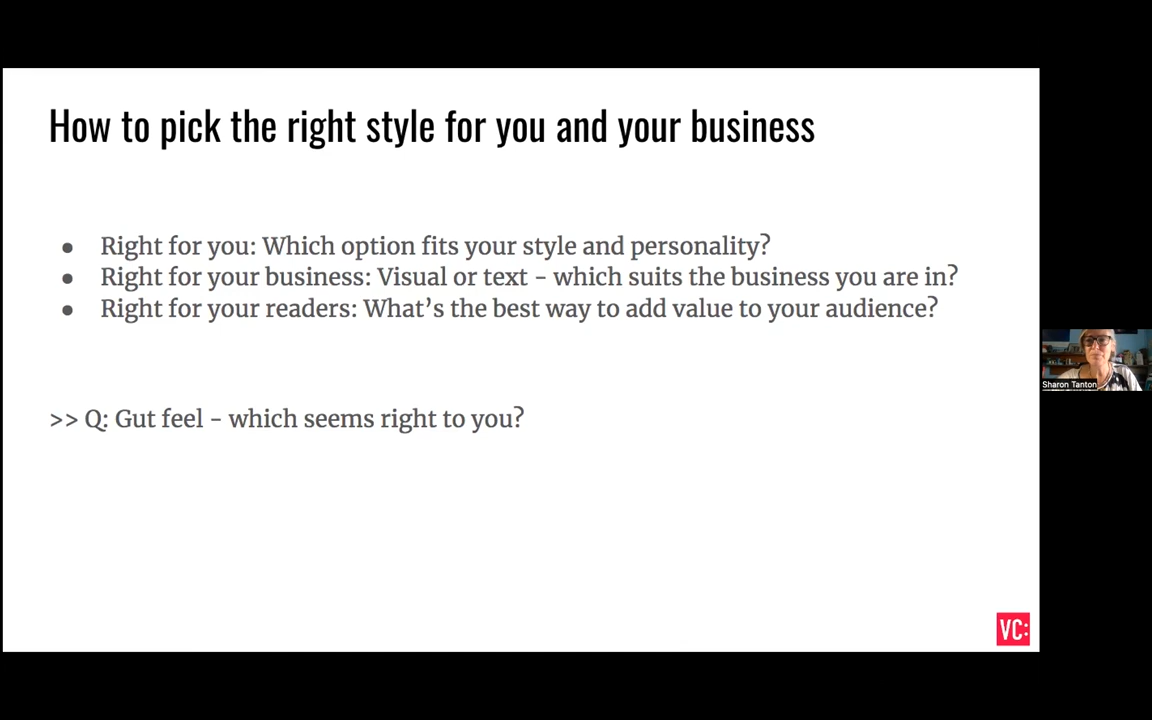 How to pick the right style for you and your business
● Right for you: Which option fits your style and personality?
● Right for your business: Visual or text - which suits the business you are in?
● Right for your readers: What’s the best way to add value to your audience?
Sharon Tanton
>> Q: Gut feel - which seems right to you?
VC: